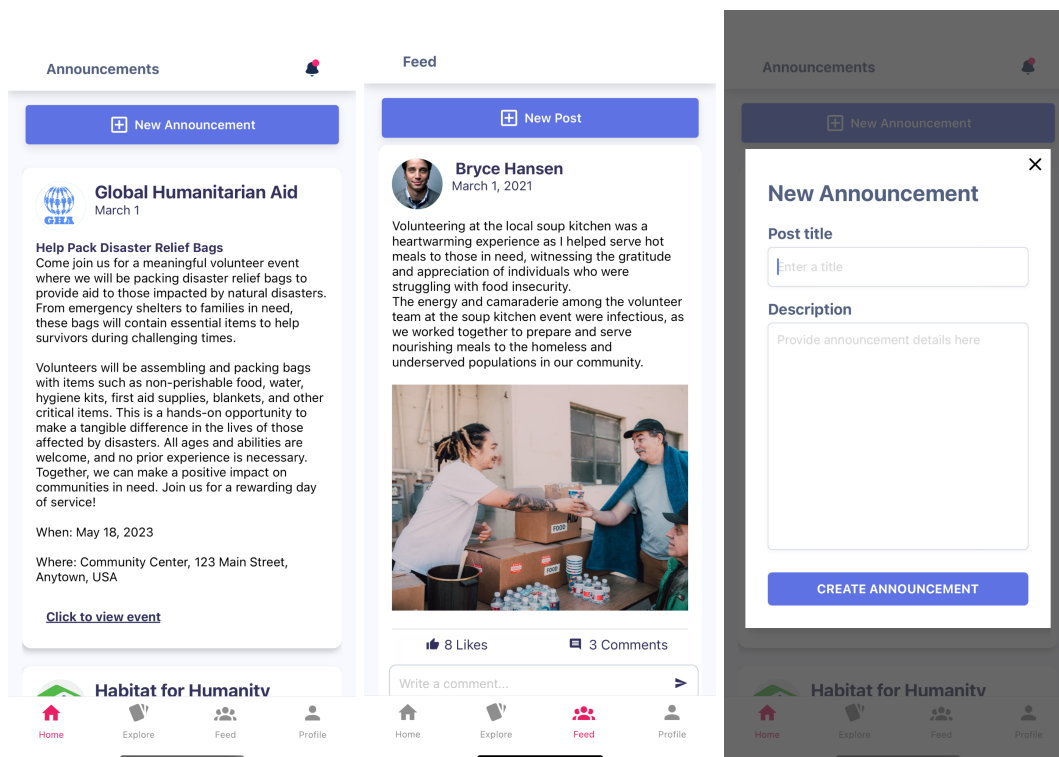 Announcements
New Announcement
GHA
Global Humanitarian Aid
March 1
Help Pack Disaster Relief Bags
Come join us for a meaningful volunteer event
where we will be packing disaster relief bags to
provide aid to those impacted by natural disasters.
From emergency shelters to families in need,
these bags will contain essential items to help
survivors during challenging times.
Volunteers will be assembling and packing bags
with items such as non-perishable food, water,
hygiene kits, first aid supplies, blankets, and other
critical items. This is a hands-on opportunity to
make a tangible difference in the lives of those
affected by disasters. All ages and abilities are
welcome, and no prior experience is necessary.
Together, we can make a positive impact on
communities in need. Join us for a rewarding day
of service!
When: May 18, 2023
Where: Community Center, 123 Main Street,
Anytown, USA
Click to view event
Habitat for Humanity
Home Explore Feed Profile
Feed
New Post
Bryce Hansen
March 1, 2021
Volunteering at the local soup kitchen was a
heartwarming experience as I helped serve hot
meals to those in need, witnessing the gratitude
and appreciation of individuals who were
struggling with food insecurity.
The energy and camaraderie among the volunteer
team at the soup kitchen event were infectious, as
we worked together to prepare and serve
nourishing meals to the homeless and
underserved populations in our community.
FOOD
FOOD
8 Likes 3 Comments
Write a comment...
Home Explore Feed Profile
Announcements
New Announcement
New Announcement
Post title
Enter a title
Description
Provide announcement details here
CREATE ANNOUNCEMENT
Habitat for Humanity
Home Explore Feed Profile